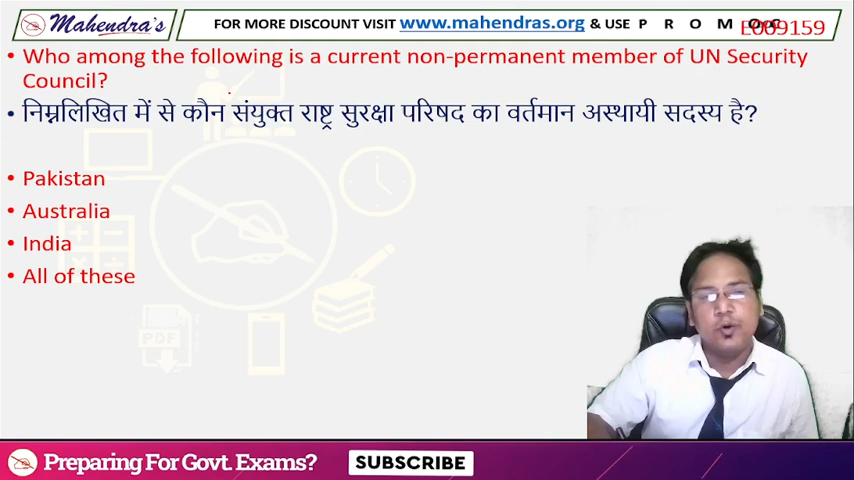 Mahendra's
FOR MORE DISCOUNT VISIT www.mahendras.org & USE P R O M O
E089159
• Who among the following is a current non-permanent member of UN Security
Council?
• निम्नलिखित में से कौन संयुक्त राष्ट्र सुरक्षा परिषद का वर्तमान अस्थायी सदस्य है?
• Pakistan
• Australia
• India
• All of these
PDF
Preparing For Govt. Exams?
SUBSCRIBE